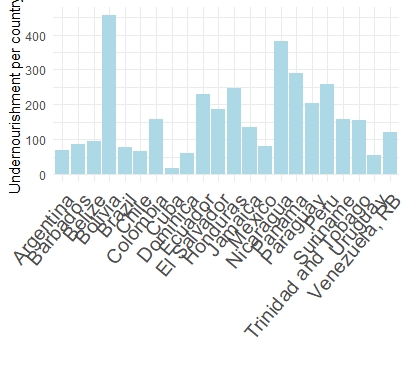 Undernourishment per country
400
300
200
100
0
Argentina
Barbados
Belize
Bolivia
Brazil
Chile
Colombia
Cuba
Dominica
Ecuador
El Salvador
Honduras
Jamaica
Mexico
Nicaragua
Panama
Paraguay
Peru
Suriname
Trinidad and Tobago
Uruguay
Venezuela, RB